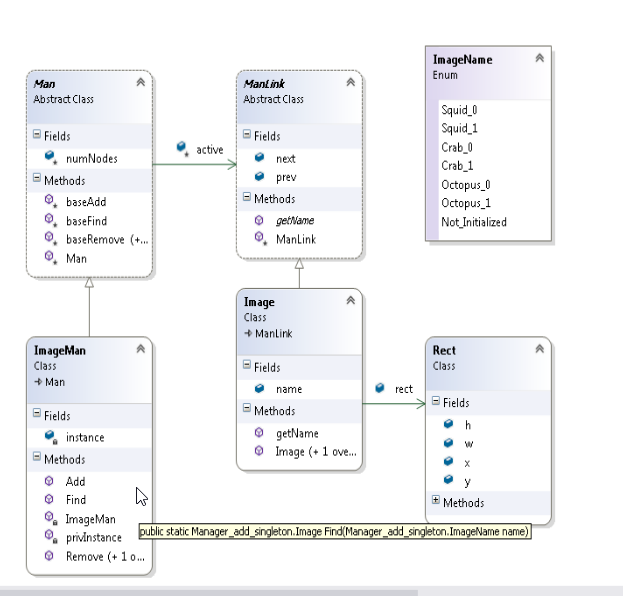 Man
Abstract Class
Fields
numNodes
Methods
baseAdd
baseFind
baseRemove (+...
Man
active
ManLink
Abstract Class
Fields
next
prev
Methods
getName
ManLink
ImageName
Enum
Squid_0
Squid_1
Crab_0
Crab_1
Octopus_0
Octopus_1
Not_Initialized
ImageMan
Class
Man
Fields
instance
Methods
Add
Find
ImageMan
privInstance
Remove (+ 1 o...
Image
Class
ManLink
Fields
name
Methods
getName
Image (+ 1 ove...
rect
Rect
Class
Fields
h
w
x
y
Methods
public static Manager_add_singleton.Image Find(Manager_add_singleton.ImageName name)